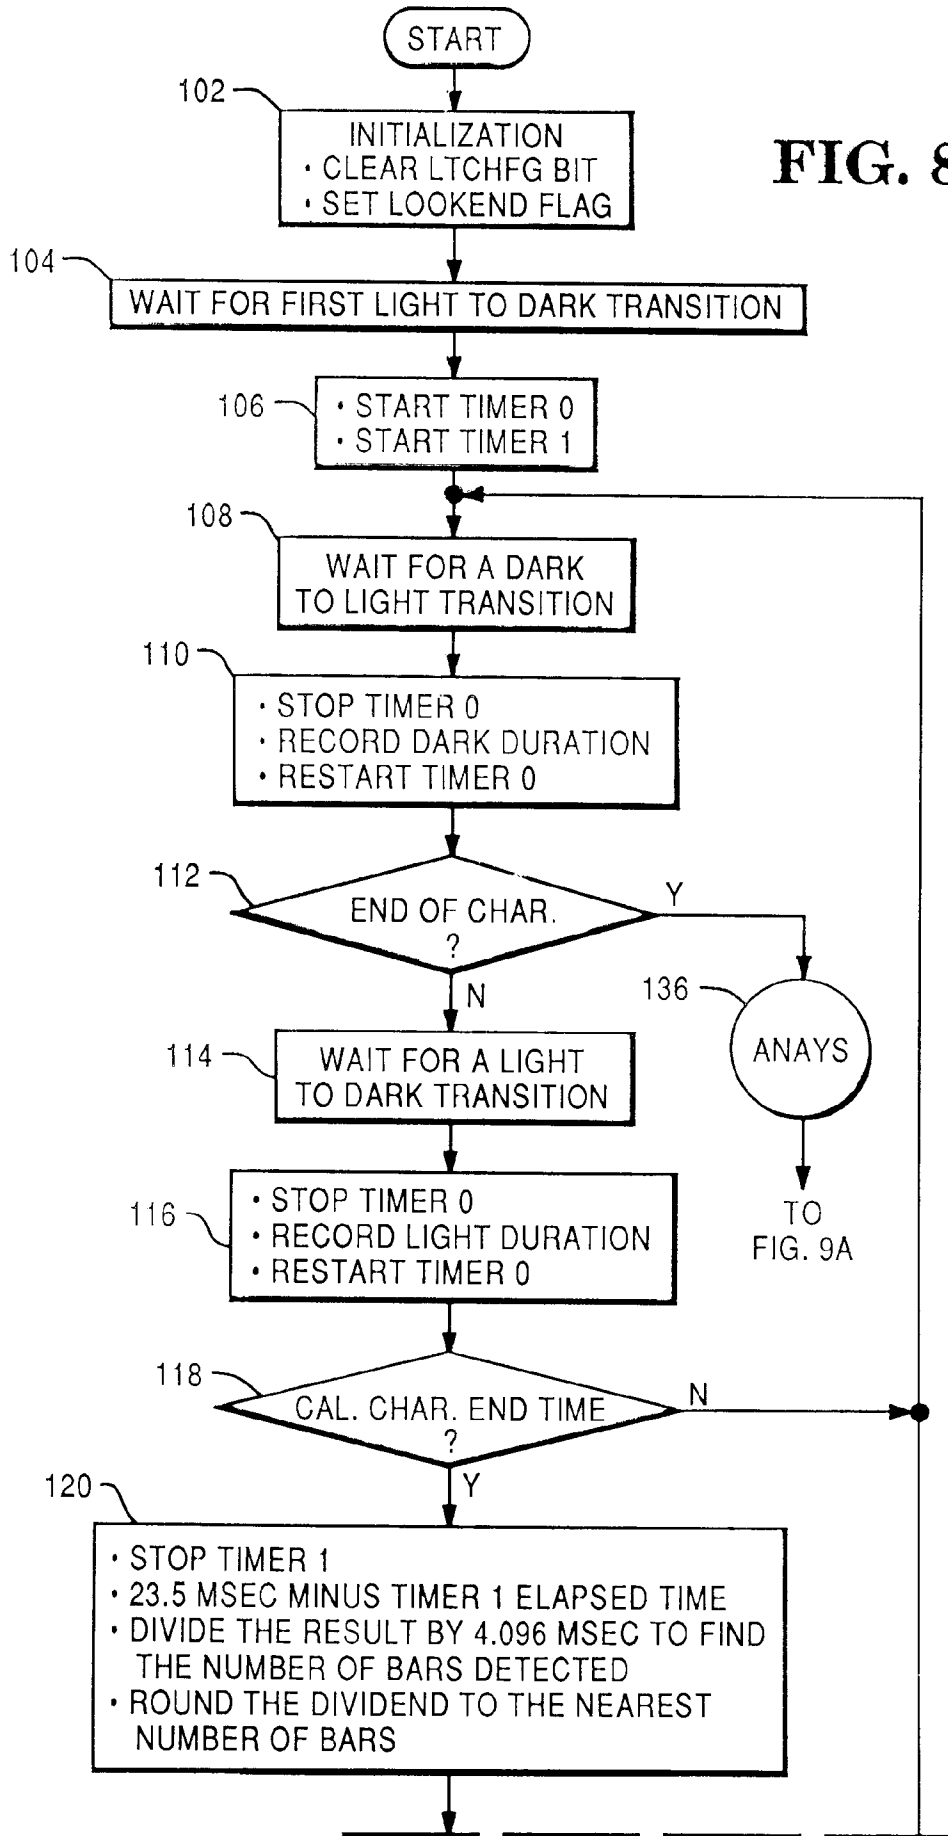 START
102
INITIALIZATION
• CLEAR LTCHFG BIT
• SET LOOKEND FLAG
FIG. 8
104
WAIT FOR FIRST LIGHT TO DARK TRANSITION
106
• START TIMER 0
• START TIMER 1
108
WAIT FOR A DARK
TO LIGHT TRANSITION
110
• STOP TIMER 0
• RECORD DARK DURATION
• RESTART TIMER 0
112
END OF CHAR.
?
Y
N
136
ANAYS
TO
FIG. 9A
114
WAIT FOR A LIGHT
TO DARK TRANSITION
116
• STOP TIMER 0
• RECORD LIGHT DURATION
• RESTART TIMER 0
118
CAL. CHAR. END TIME
?
N
Y
120
• STOP TIMER 1
• 23.5 MSEC MINUS TIMER 1 ELAPSED TIME
• DIVIDE THE RESULT BY 4.096 MSEC TO FIND
THE NUMBER OF BARS DETECTED
• ROUND THE DIVIDEND TO THE NEAREST
NUMBER OF BARS